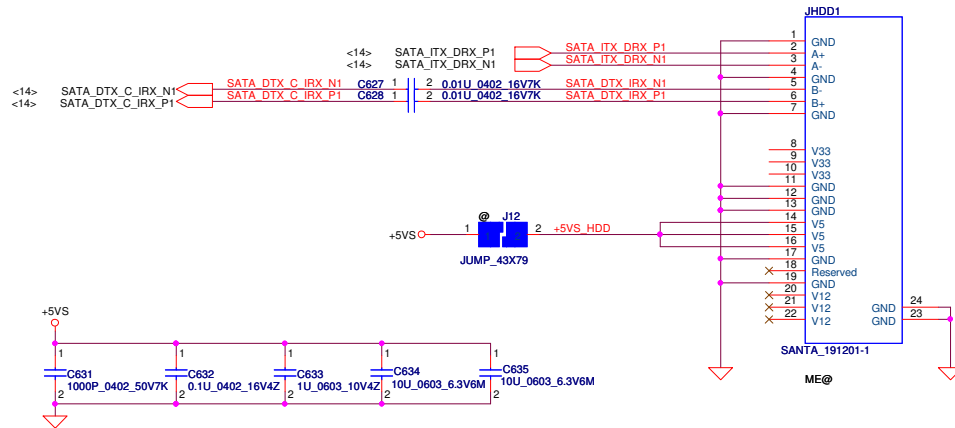 JHDD1
1 GND
<14> SATA_ITX_DRX_P1 SATA_ITX_DRX_P1 2 A+
<14> SATA_ITX_DRX_N1 SATA_ITX_DRX_N1 3 A-
4 GND
<14> SATA_DTX_C_IRX_N1 SATA_DTX_C_IRX_N1 C627 1 2 0.01U_0402_16V7K SATA_DTX_IRX_N1 5 B-
<14> SATA_DTX_C_IRX_P1 SATA_DTX_C_IRX_P1 C628 1 2 0.01U_0402_16V7K SATA_DTX_IRX_P1 6 B+
7 GND
8 V33
9 V33
10 V33
11 GND
12 GND
13 GND
@ J12
14 V5
+5VS 1 1 2 2 +5VS_HDD 15 V5
16 V5
JUMP_43X79
17 GND
18 Reserved
19 GND
20 V12
21 V12 GND 24
22 V12 GND 23
SANTA_191201-1
ME@
+5VS
1 1 1 1 1
C631 C632 C633 C634 C635
1000P_0402_50V7K 0.1U_0402_16V4Z 1U_0603_10V4Z 10U_0603_6.3V6M 10U_0603_6.3V6M
2 2 2 2 2